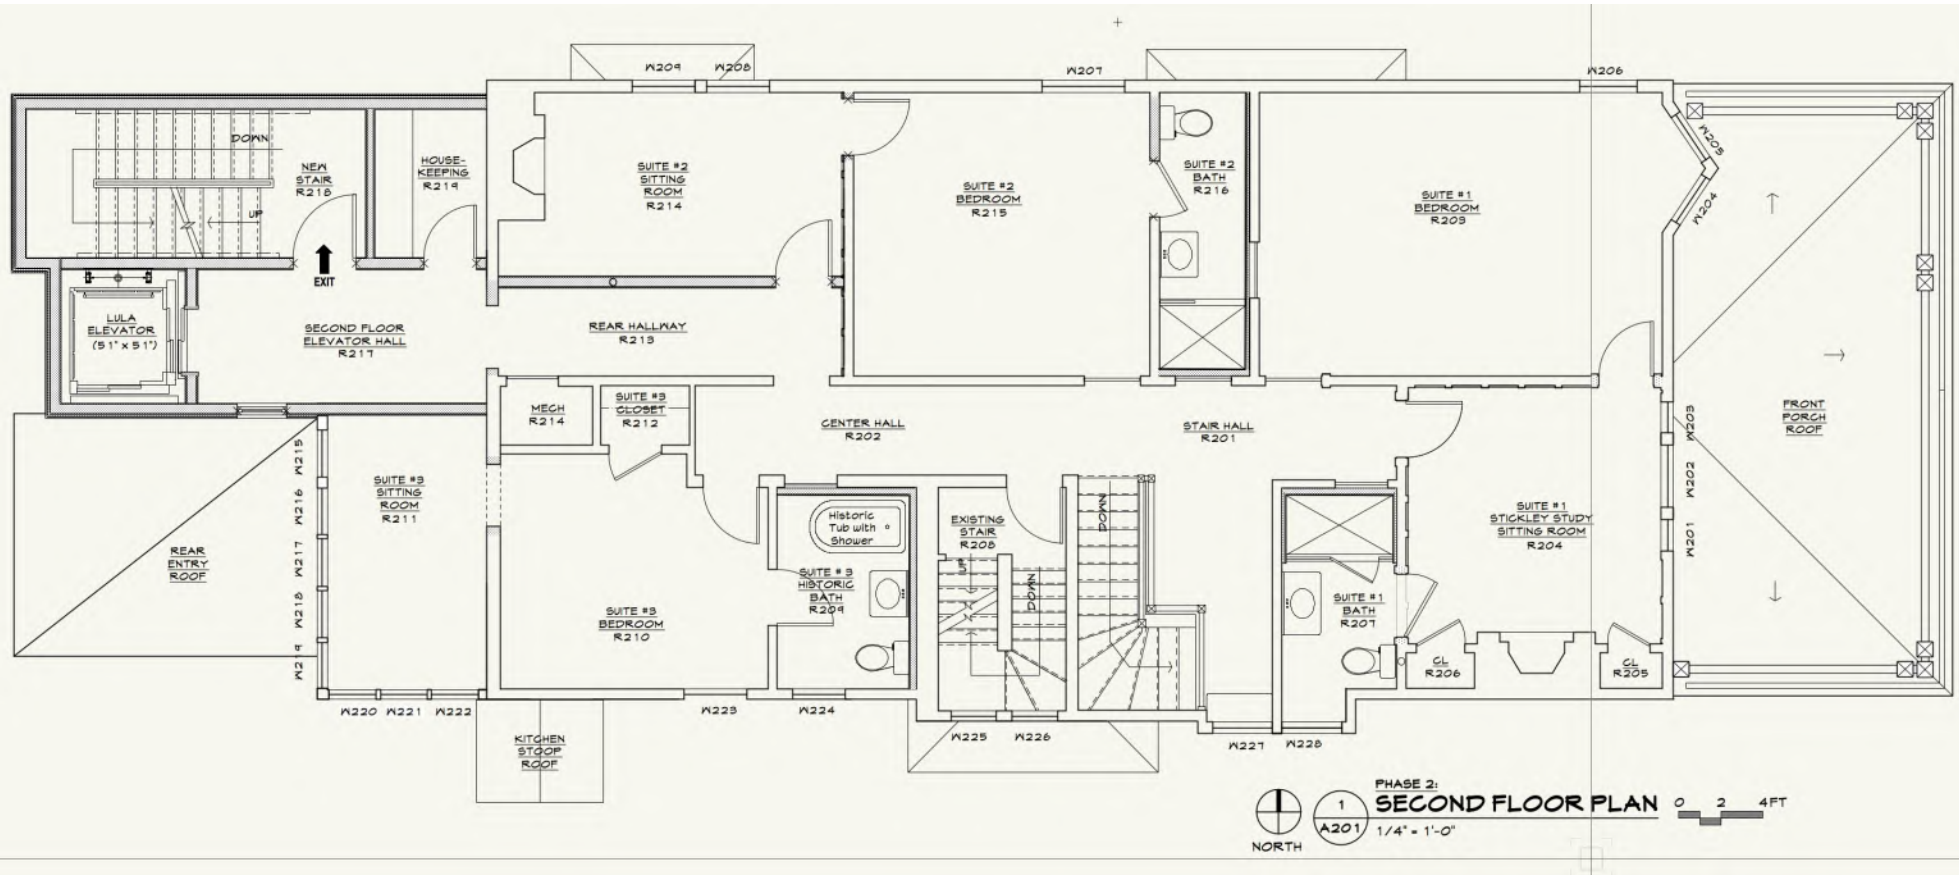 W209
W208
W207
W206
DOWN
NEW
STAIR
R218
UP
EXIT
HOUSE-
KEEPING
R219
SUITE #2
SITTING
ROOM
R214
SUITE #2
BEDROOM
R215
SUITE #2
BATH
R216
SUITE #1
BEDROOM
R203
W205
W204
LULA
ELEVATOR
(51" x 51")
SECOND FLOOR
ELEVATOR HALL
R217
REAR HALLWAY
R213
MECH
R214
SUITE #3
CLOSET
R212
CENTER HALL
R202
STAIR HALL
R201
FRONT
PORCH
ROOF
W203
W202
W201
W215
W216
W217
W218
W219
SUITE #3
SITTING
ROOM
R211
REAR
ENTRY
ROOF
Historic
Tub with
Shower
SUITE #3
HISTORIC
BATH
R209
SUITE #3
BEDROOM
R210
EXISTING
STAIR
R208
UP
DOWN
DOWN
SUITE #1
STICKLEY STUDY
SITTING ROOM
R204
SUITE #1
BATH
R207
CL
R206
CL
R205
W220 W221 W222
W223
W224
W225 W226
W227 W228
KITCHEN
STOOP
ROOF
NORTH
1
A201
PHASE 2:
SECOND FLOOR PLAN
1/4" = 1'-0"
0 2 4FT